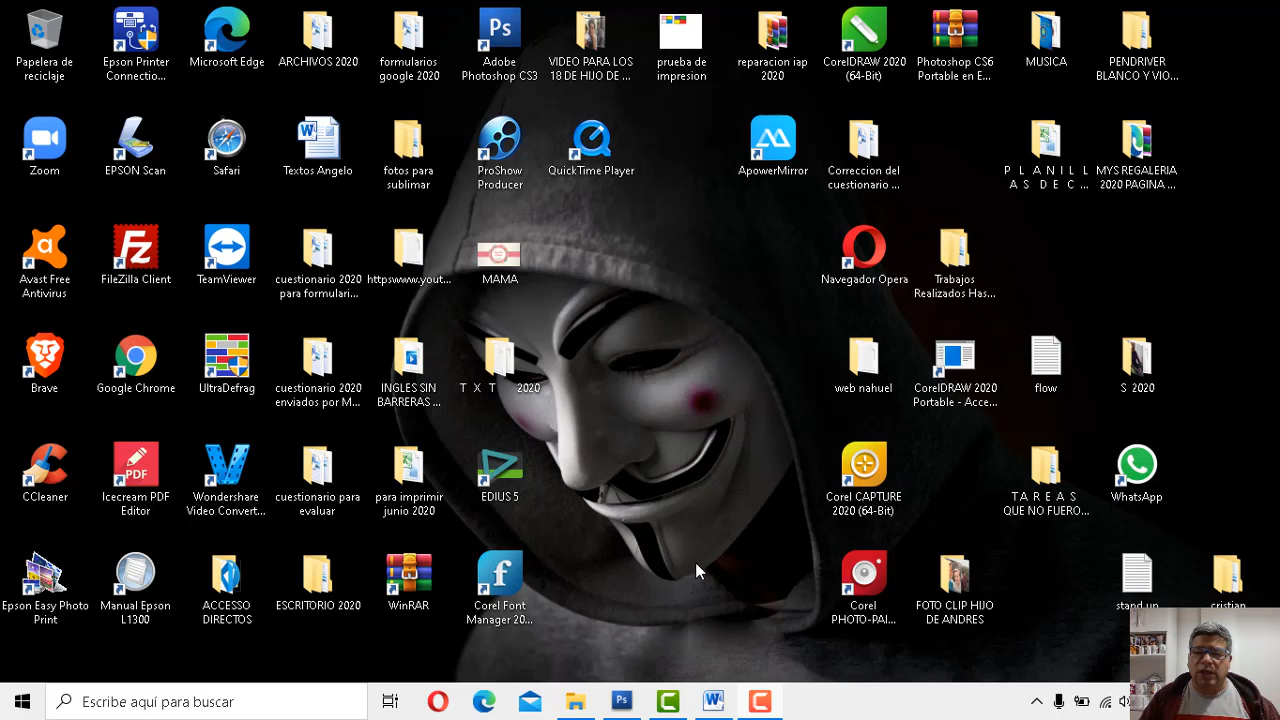 Papelera de
reciclaje
Epson Printer
Connectio...
Microsoft Edge
ARCHIVOS 2020
formularios
google 2020
Ps
Adobe
Photoshop CS3
VIDEO PARA LOS
18 DE HIJO DE ...
prueba de
impresion
reparacion iap
2020
CorelDRAW 2020
(64-Bit)
Photoshop CS6
Portable en E...
MUSICA
PENDRIVER
BLANCO Y VIO...
Zoom
EPSON Scan
Safari
Textos Angelo
fotos para
sublimar
ProShow
Producer
QuickTime Player
ApowerMirror
Correccion del
cuestionario ...
P L A N I L L
A S D E C ...
MYS REGALERIA
2020 PAGINA ...
Avast Free
Antivirus
Fz
FileZilla Client
TeamViewer
cuestionario 2020
para formulari...
httpswww.yout...
MAMA
Navegador Opera
Trabajos
Realizados Has...
Brave
Google Chrome
UltraDefrag
cuestionario 2020
enviados por M...
INGLES SIN
BARRERAS ...
T X T 2020
web nahuel
CorelDRAW 2020
Portable - Acce...
flow
S 2020
CCleaner
PDF
Icecream PDF
Editor
Wondershare
Video Convert...
cuestionario para
evaluar
para imprimir
junio 2020
EDIUS 5
Corel CAPTURE
2020 (64-Bit)
T A R E A S
QUE NO FUERO...
WhatsApp
Epson Easy Photo
Print
Manual Epson
L1300
ACCESSO
DIRECTOS
ESCRITORIO 2020
WinRAR
f
Corel Font
Manager 20...
Corel
PHOTO-PAI...
FOTO CLIP HIJO
DE ANDRES
stand up
cristian
Escribe aquí para buscar
Ps